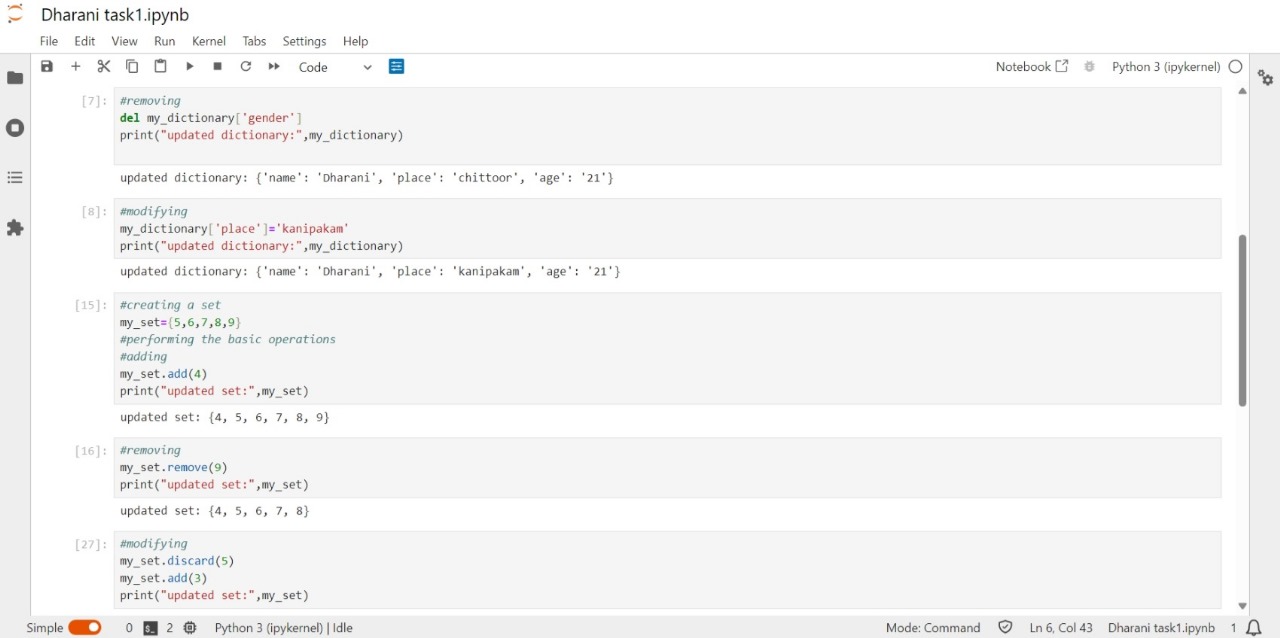 Dharani task1.ipynb
File Edit View Run Kernel Tabs Settings Help
Code
Notebook
Python 3 (ipykernel)
[7]:
#removing
del my_dictionary['gender']
print("updated dictionary:",my_dictionary)
updated dictionary: {'name': 'Dharani', 'place': 'chittoor', 'age': '21'}
[8]:
#modifying
my_dictionary['place']='kanipakam'
print("updated dictionary:",my_dictionary)
updated dictionary: {'name': 'Dharani', 'place': 'kanipakam', 'age': '21'}
[15]:
#creating a set
my_set={5,6,7,8,9}
#performing the basic operations
#adding
my_set.add(4)
print("updated set:",my_set)
updated set: {4, 5, 6, 7, 8, 9}
[16]:
#removing
my_set.remove(9)
print("updated set:",my_set)
updated set: {4, 5, 6, 7, 8}
[27]:
#modifying
my_set.discard(5)
my_set.add(3)
print("updated set:",my_set)
Simple 0 $_ 2 Python 3 (ipykernel) | Idle
Mode: Command Ln 6, Col 43 Dharani task1.ipynb 1